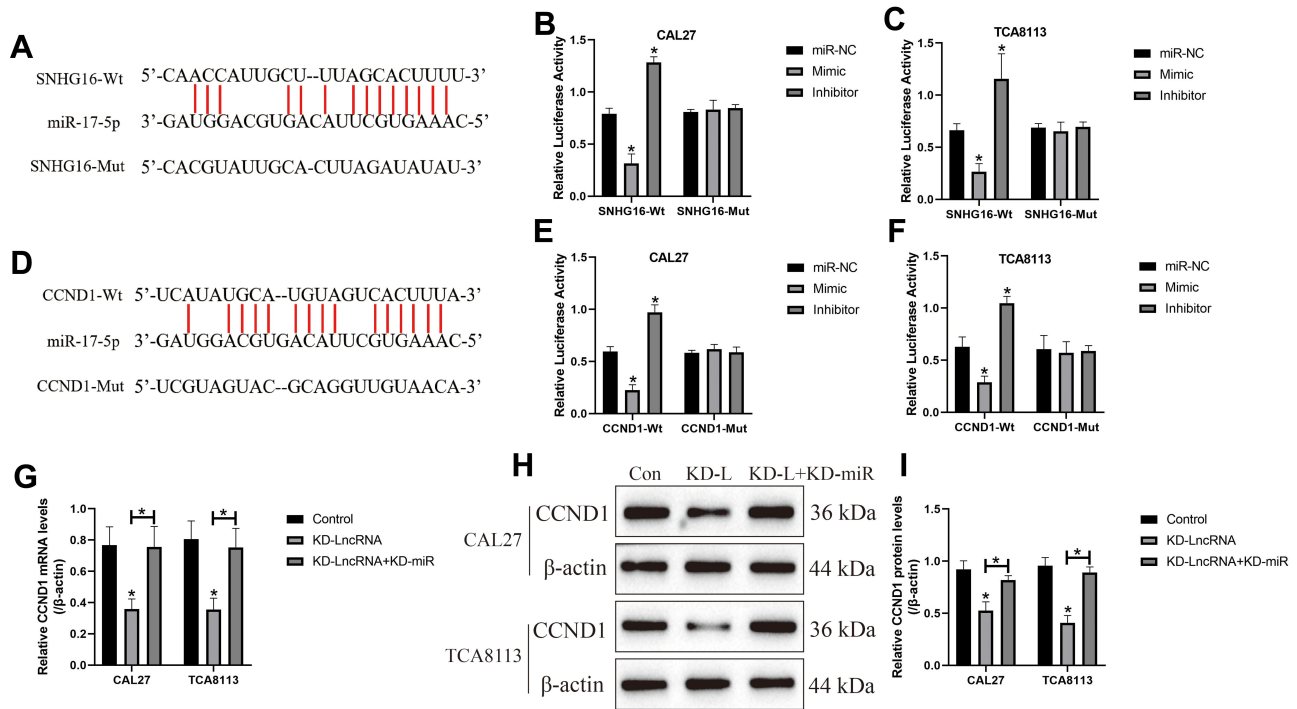 A
SNHG16-Wt 5’-CAACCAUUGCU--UUAGCACUUUU-3’
miR-17-5p 3’-GAUGGACGUGACAUUCGUGAAAC-5’
SNHG16-Mut 5’-CACGUAUUGCA-CUUAGAUAUAU-3’
B
CAL27
Relative Luciferase Activity
1.5
1.0
0.5
0.0
*
*
SNHG16-Wt SNHG16-Mut
miR-NC
Mimic
Inhibitor
C
TCA8113
Relative Luciferase Activity
1.5
1.0
0.5
0.0
*
*
SNHG16-Wt SNHG16-Mut
miR-NC
Mimic
Inhibitor
D
CCND1-Wt 5’-UCAUAUGCA--UGUAGUCACUUUA-3’
miR-17-5p 3’-GAUGGACGUGACAUUCGUGAAAC-5’
CCND1-Mut 5’-UCGUAGUAC--GCAGGUUGUAACA-3’
E
CAL27
Relative Luciferase Activity
1.5
1.0
0.5
0.0
*
*
CCND1-Wt CCND1-Mut
miR-NC
Mimic
Inhibitor
F
TCA8113
Relative Luciferase Activity
1.5
1.0
0.5
0.0
*
*
CCND1-Wt CCND1-Mut
miR-NC
Mimic
Inhibitor
G
Relative CCND1 mRNA levels
(/β-actin)
1.0
0.8
0.6
0.4
0.2
0.0
*
*
*
*
CAL27 TCA8113
Control
KD-LncRNA
KD-LncRNA+KD-miR
H
Con KD-L KD-L+KD-miR
CAL27
CCND1 36 kDa
β-actin 44 kDa
TCA8113
CCND1 36 kDa
β-actin 44 kDa
I
Relative CCND1 protein levels
(/β-actin)
1.5
1.0
0.5
0.0
*
*
*
*
CAL27 TCA8113
Control
KD-LncRNA
KD-LncRNA+KD-miR